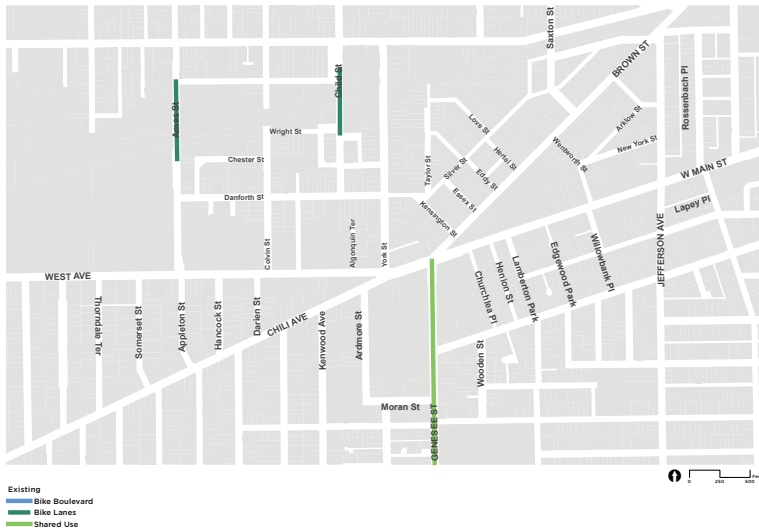 Saxton St
BROWN ST
Child St
Rossenbach Pl
Ames St
Arklow St
Love St
Wright St
New York St
Wentworth St
Hertel St
Chester St
Taylor St
Silver St
Eddy St
W MAIN ST
Danforth St
Essex St
Lapey Pl
Kensington St
Colvin St
Algonquin Ter
York St
JEFFERSON AVE
Willowbank Pl
Edgewood Park
Lamberton Park
Henion St
Churchlea Pl
WEST AVE
Thorndale Ter
Somerset St
Appleton St
Hancock St
Darien St
CHILI AVE
Kenwood Ave
Ardmore St
Wooden St
Moran St
GENESEE ST
0 250 500
Existing
Bike Boulevard
Bike Lanes
Shared Use